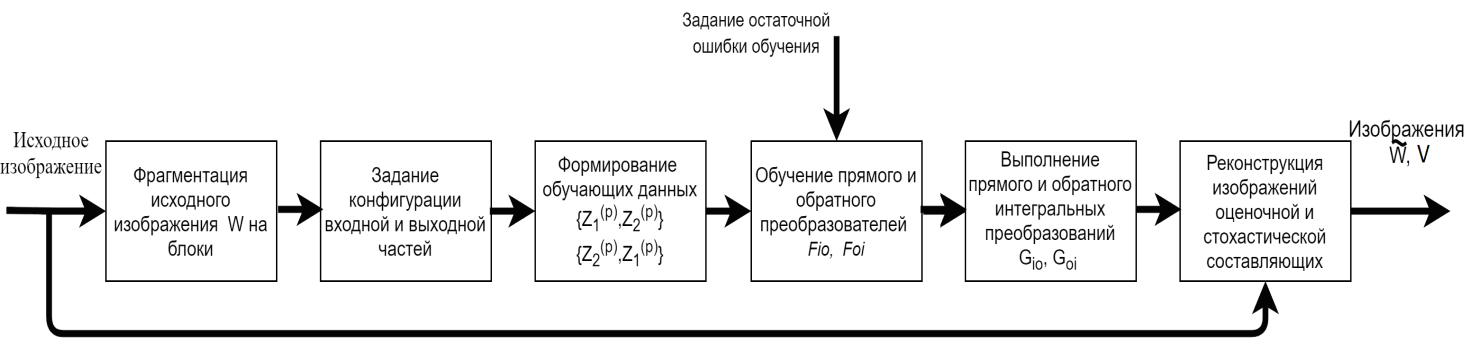 Задание остаточной
ошибки обучения
Исходное
изображение
Фрагментация
исходного
изображения W на
блоки
Задание
конфигурации
входной и выходной
частей
Формирование
обучающих данных
{Z₁⁽ᵖ⁾,Z₂⁽ᵖ⁾}
{Z₂⁽ᵖ⁾,Z₁⁽ᵖ⁾}
Обучение прямого и
обратного
преобразователей
Fio, Foi
Выполнение
прямого и обратного
интегральных
преобразований
Gio, Goi
Реконструкция
изображений
оценочной и
стохастической
составляющих
Изображения
W̃, V